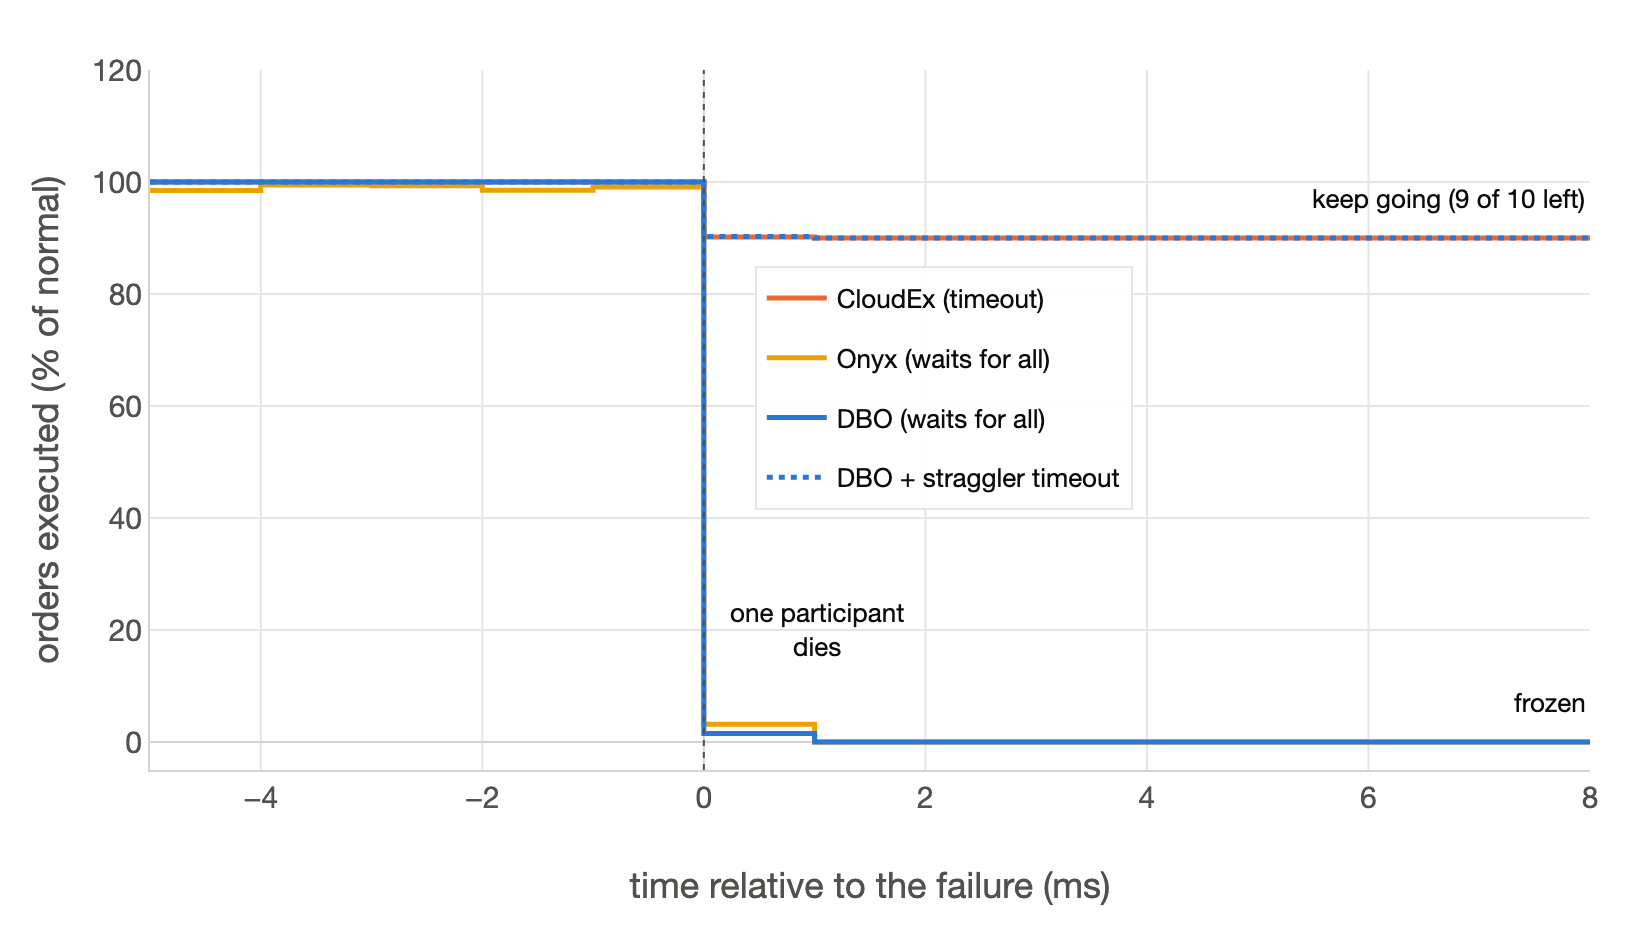 120
100
80
60
40
20
0
orders executed (% of normal)
keep going (9 of 10 left)
CloudEx (timeout)
Onyx (waits for all)
DBO (waits for all)
DBO + straggler timeout
one participant
dies
frozen
−4
−2
0
2
4
6
8
time relative to the failure (ms)